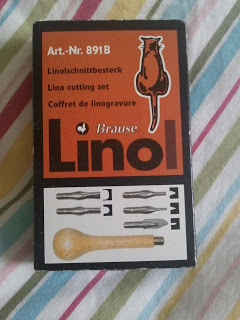 Art.-Nr. 891B
Linolschnittbesteck
Lino cutting set
Coffret de linogravure
Brause
Linol